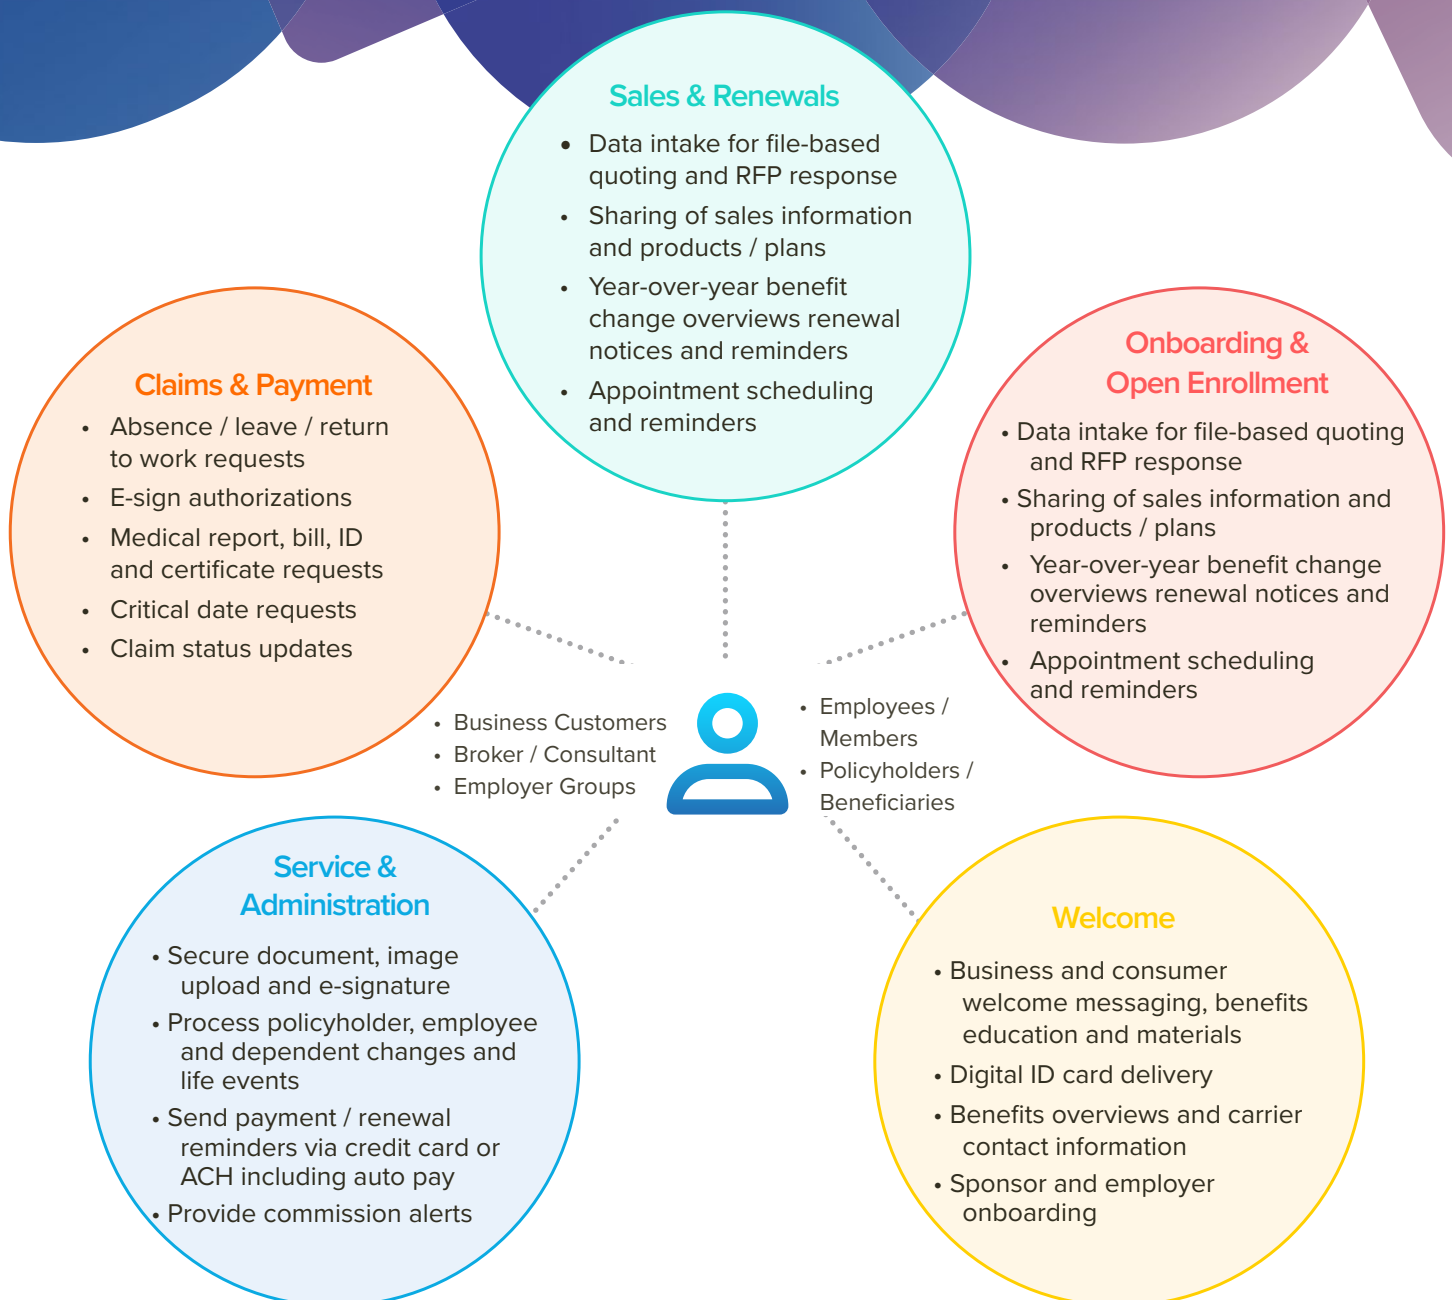 Sales & Renewals
• Data intake for file-based
quoting and RFP response
• Sharing of sales information
and products / plans
• Year-over-year benefit
change overviews renewal
notices and reminders
• Appointment scheduling
and reminders
Claims & Payment
• Absence / leave / return
to work requests
• E-sign authorizations
• Medical report, bill, ID
and certificate requests
• Critical date requests
• Claim status updates
Onboarding &
Open Enrollment
• Data intake for file-based quoting
and RFP response
• Sharing of sales information and
products / plans
• Year-over-year benefit change
overviews renewal notices and
reminders
• Appointment scheduling
and reminders
• Business Customers
• Broker / Consultant
• Employer Groups
• Employees /
Members
• Policyholders /
Beneficiaries
Service &
Administration
• Secure document, image
upload and e-signature
• Process policyholder, employee
and dependent changes and
life events
• Send payment / renewal
reminders via credit card or
ACH including auto pay
• Provide commission alerts
Welcome
• Business and consumer
welcome messaging, benefits
education and materials
• Digital ID card delivery
• Benefits overviews and carrier
contact information
• Sponsor and employer
onboarding